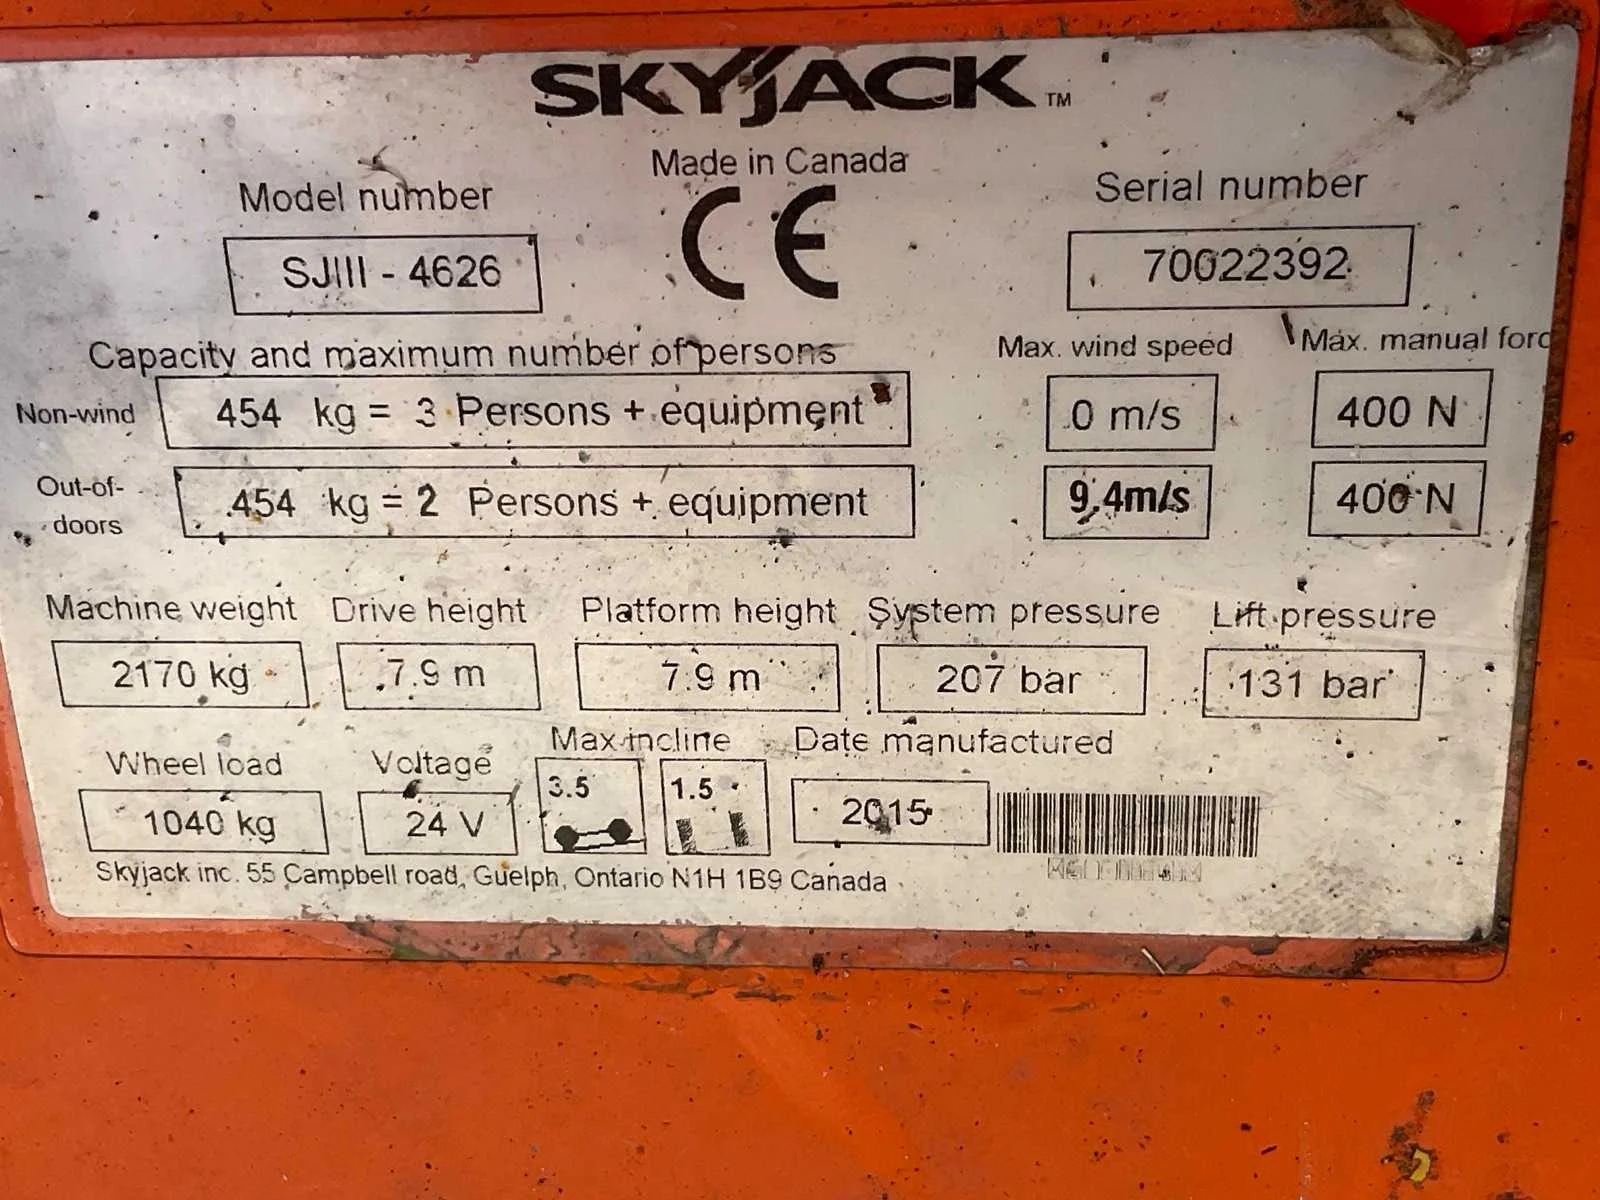 SKYJACK TM
Made in Canada
Model number
Serial number
CE
SJIII - 4626
70022392
Capacity and maximum number of persons
Max. wind speed
Max. manual forc
Non-wind
454 kg = 3 Persons + equipment
0 m/s
400 N
Out-of-
doors
454 kg = 2 Persons + equipment
9,4m/s
400 N
Machine weight
Drive height
Platform height
System pressure
Lift pressure
2170 kg
7.9 m
7.9 m
207 bar
131 bar
Wheel load
Voltage
Max incline
Date manufactured
1040 kg
24 V
3.5
1.5
2015
Skyjack inc. 55 Campbell road, Guelph, Ontario N1H 1B9 Canada